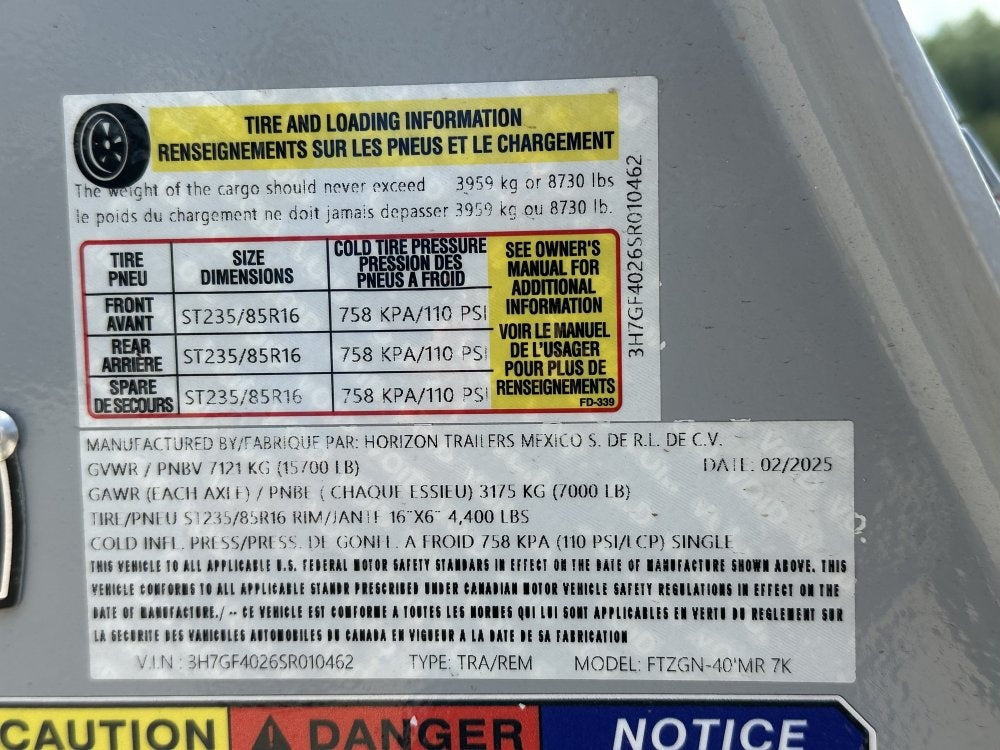 TIRE AND LOADING INFORMATION
RENSEIGNEMENTS SUR LES PNEUS ET LE CHARGEMENT
The weight of the cargo should never exceed 3959 kg or 8730 lbs
le poids du chargement ne doit jamais depasser 3959 kg ou 8730 lb.
3H7GF4026SR010462
TIRE PNEU
SIZE DIMENSIONS
COLD TIRE PRESSURE
PRESSION DES
PNEUS A FROID
FRONT AVANT
ST235/85R16
758 KPA/110 PSI
REAR ARRIÈRE
ST235/85R16
758 KPA/110 PSI
SPARE DE SECOURS
ST235/85R16
758 KPA/110 PSI
SEE OWNER'S
MANUAL FOR
ADDITIONAL
INFORMATION
VOIR LE MANUEL
DE L'USAGER
POUR PLUS DE
RENSEIGNEMENTS
FD-339
MANUFACTURED BY/FABRIQUE PAR: HORIZON TRAILERS MEXICO S. DE R.L. DE C.V.
GVWR / PNBV 7121 KG (15700 LB) DATE: 02/2025
GAWR (EACH AXLE) / PNBE ( CHAQUE ESSIEU) 3175 KG (7000 LB)
TIRE/PNEU ST235/85R16 RIM/JANTE 16"X6" 4,400 LBS
COLD INFL. PRESS/PRESS. DE GONFL. A FROID 758 KPA (110 PSI/LCP) SINGLE
THIS VEHICLE TO ALL APPLICABLE U.S. FEDERAL MOTOR SAFETY STANDARS IN EFFECT ON THE DATE OF MANUFACTURE SHOWN ABOVE. THIS
VEHICLE CONFORMS TO ALL APPLICABLE STANDR PRESCRIBED UNDER CANADIAN MOTOR VEHICLE SAFETY REGULATIONS IN EFFECT ON THE
DATE OF MANUFACTURE./ -- CE VEHICLE EST CONFORME A TOUTES LES NORMES QUI LUI SONT APPLICABLES EN VERTU DU REGLEMENT SUR
LA SECURITE DES VAHICULES AUTOMOBILES DU CANADA EN VIGUEUR A LA DATE DE SA FABRICATION
V.I.N : 3H7GF4026SR010462 TYPE: TRA/REM MODEL: FTZGN-40'MR 7K
CAUTION
DANGER
NOTICE